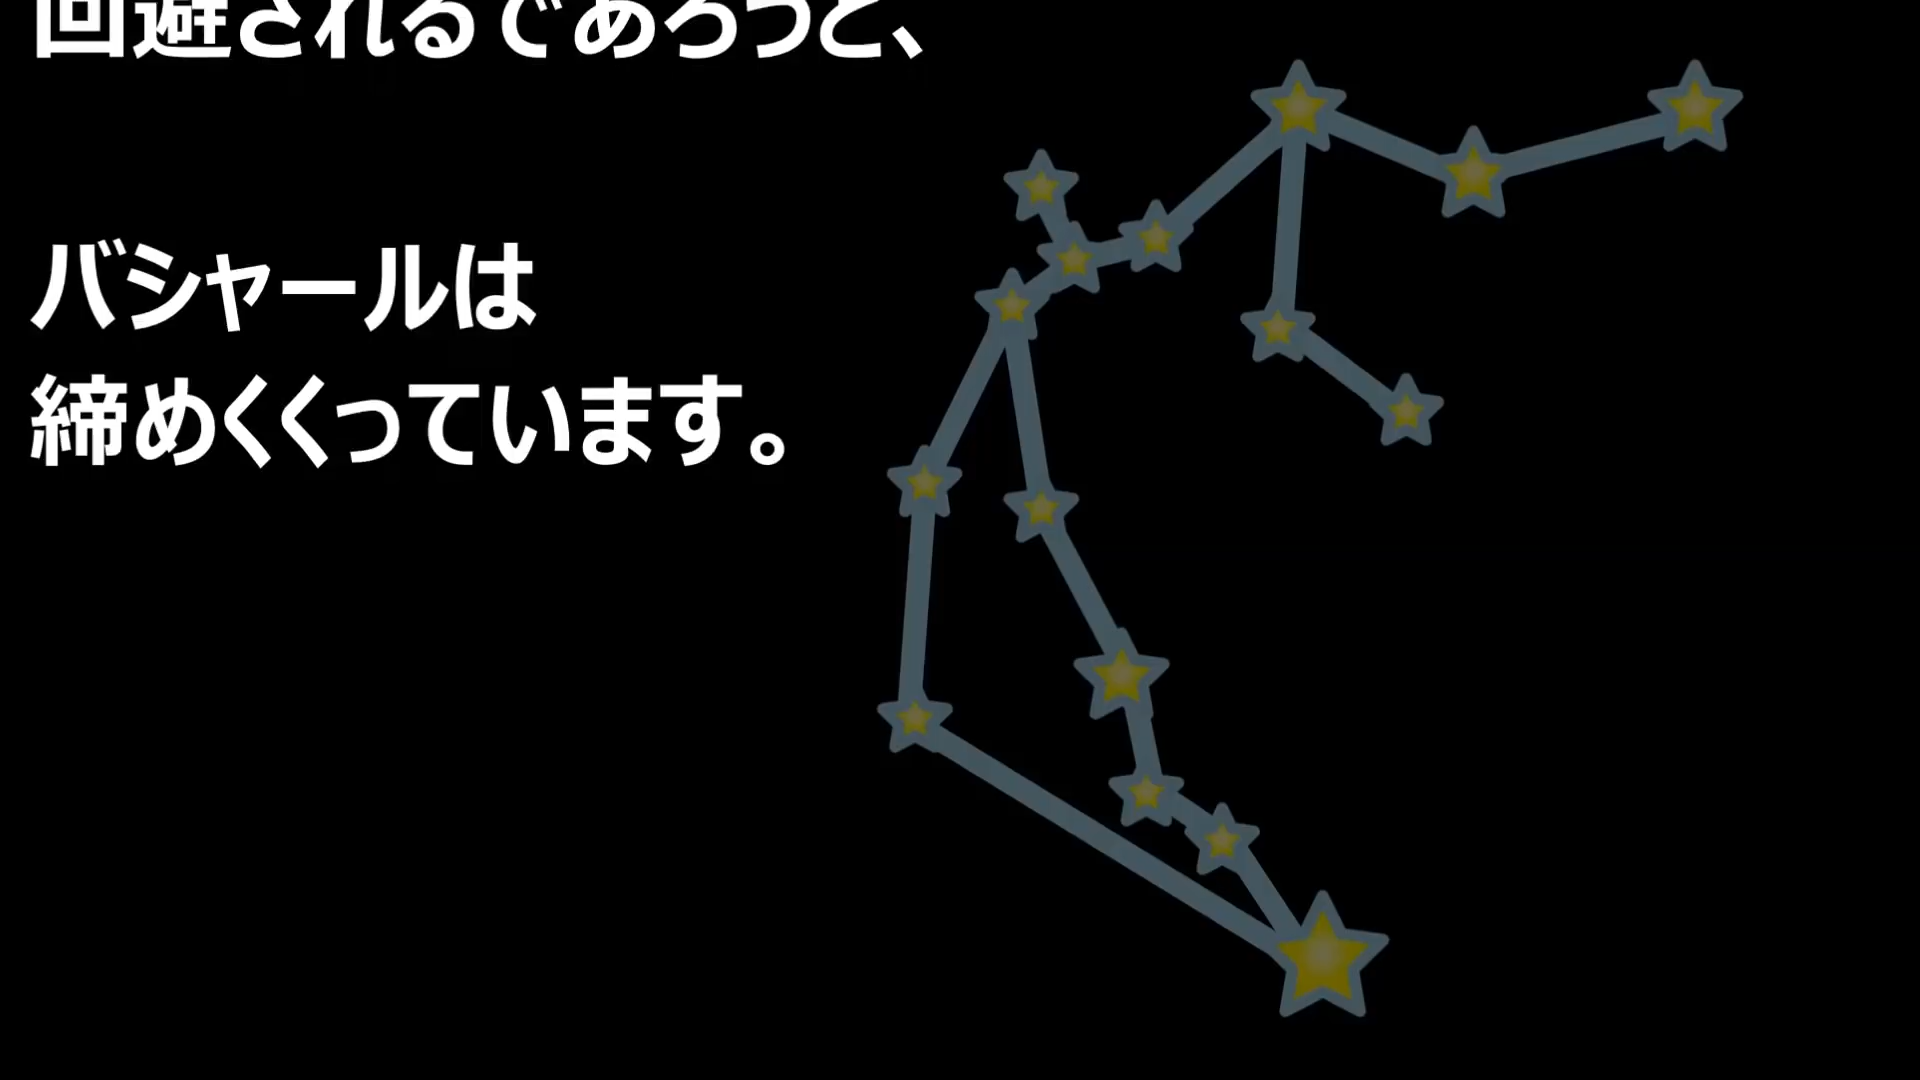 回避されるであろうと、
バシャールは
締めくくっています。